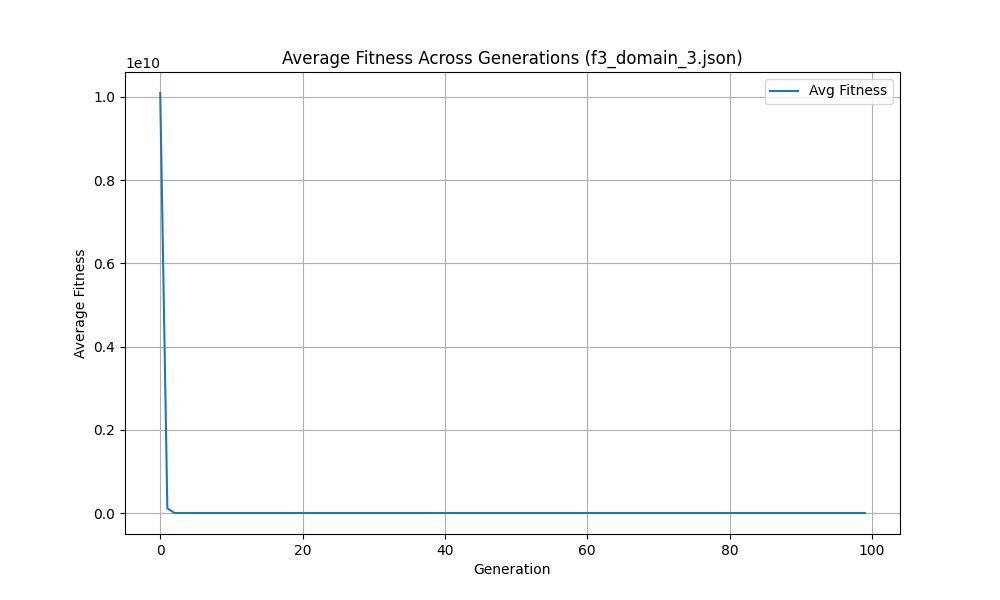 Average Fitness Across Generations (f3_domain_3.json)
1e10
Avg Fitness
1.0
0.8
0.6
0.4
0.2
0.0
Average Fitness
0 20 40 60 80 100
Generation